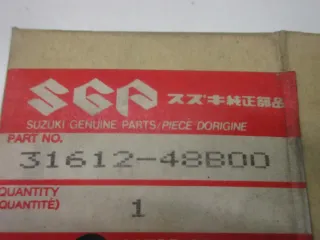 SGP スズキ純正部品
SUZUKI GENUINE PARTS/PIECE DORIGINE
PART NO.
31612-48B00
QUANTITY
(QUANTITÉ)
1